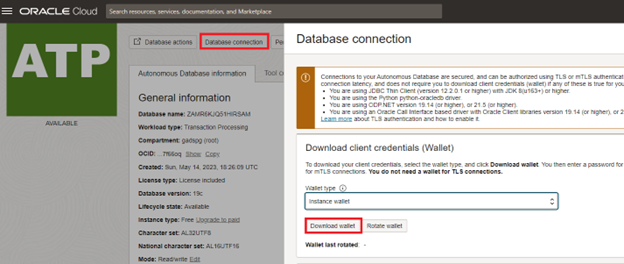 ORACLE Cloud
Search resources, services, documentation, and Marketplace
ATP
AVAILABLE
Database actions
Database connection
Autonomous Database information
General information
Database name: ZAMR6KJQ51HIRSAM
Workload type: Transaction Processing
Compartment: gadspg (root)
OCID: ...7f55oq Show Copy
Created: Sun, May 14, 2023, 15:26:09 UTC
License type: License included
Database version: 19c
Lifecycle state: Available
Instance type: Free Upgrade to paid
Character set: AL32UTF8
National character set: AL16UTF16
Mode: Read/write Edit
Database connection
Connections to your Autonomous Database are secured, and can be authorized using TLS or mTLS authenticat
connection latency, and does not require you to download client credentials (wallet) if any of these is true for you
• You are using JDBC Thin Client (version 12.2.0.1 or higher) with JDK 8(u163+) or higher.
• You are using the Python python-oracledb driver.
• You are using ODP.NET version 19.14 (or higher), or 21.5 (or higher).
• You are using an Oracle Call Interface based driver with Oracle Client libraries version 19.14 (or higher), or 2
Learn more about TLS authentication and how to enable it.
Download client credentials (Wallet)
To download your client credentials, select the wallet type, and click Download wallet. You then enter a password for
for mTLS connections. You do not need a wallet for TLS connections.
Wallet type
Instance wallet
Download wallet
Rotate wallet
Wallet last rotated: -